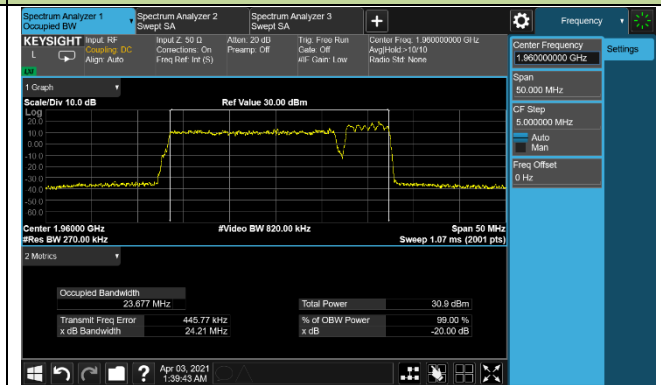 Spectrum Analyzer 1
Occupied BW
Spectrum Analyzer 2
Swept SA
Spectrum Analyzer 3
Swept SA
+
Frequency
KEYSIGHT
L
Input: RF
Coupling: DC
Align: Auto
Input Z: 50 Ω
Corrections: On
Freq Ref: Int (S)
Atten: 20 dB
Preamp: Off
Trig: Free Run
Gate: Off
#IF Gain: Low
Center Freq: 1.960000000 GHz
Avg|Hold:>10/10
Radio Std: None
1 Graph
Scale/Div 10.0 dB
Ref Value 30.00 dBm
Log
20.0
10.0
0.00
-10.0
-20.0
-30.0
-40.0
-50.0
-60.0
Center 1.96000 GHz
#Video BW 820.00 kHz
Span 50 MHz
#Res BW 270.00 kHz
Sweep 1.07 ms (2001 pts)
2 Metrics
Occupied Bandwidth
23.677 MHz
Total Power
30.9 dBm
Transmit Freq Error
445.77 kHz
% of OBW Power
99.00 %
x dB Bandwidth
24.21 MHz
x dB
-20.00 dB
Center Frequency
1.960000000 GHz
Settings
Span
50.000 MHz
CF Step
5.000000 MHz
Auto
Man
Freq Offset
0 Hz
?
Apr 03, 2021
1:39:43 AM